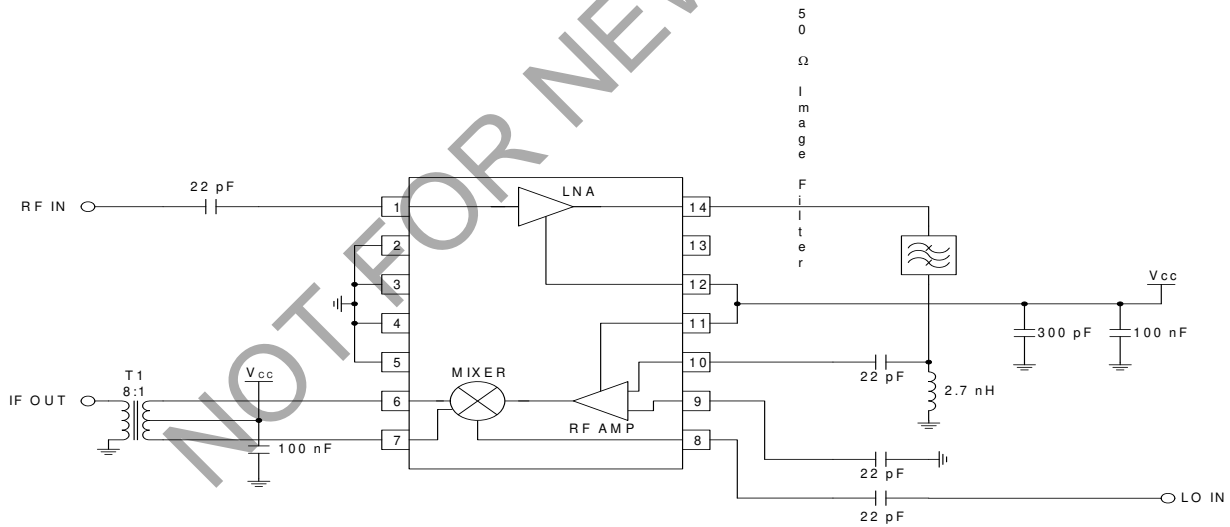 50 Ω Image Filter
NOT FOR NEW
22 pF
LNA
RF IN
1
14
2
13
3
12
Vcc
4
11
300 pF
100 nF
5
10
22 pF
2.7 nH
T1
8:1
Vcc
MIXER
IF OUT
6
9
RF AMP
7
8
100 nF
22 pF
22 pF
LO IN